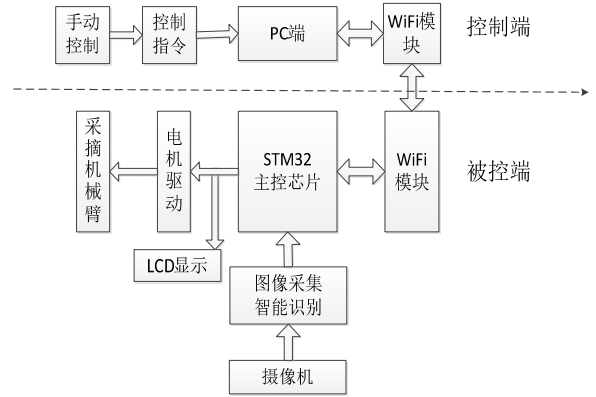 手动
控制
控制
指令
PC端
WiFi模
块
控制端
采
摘
机
械
臂
电
机
驱
动
STM32
主控芯片
WiFi
模块
被控端
LCD显示
图像采集
智能识别
摄像机